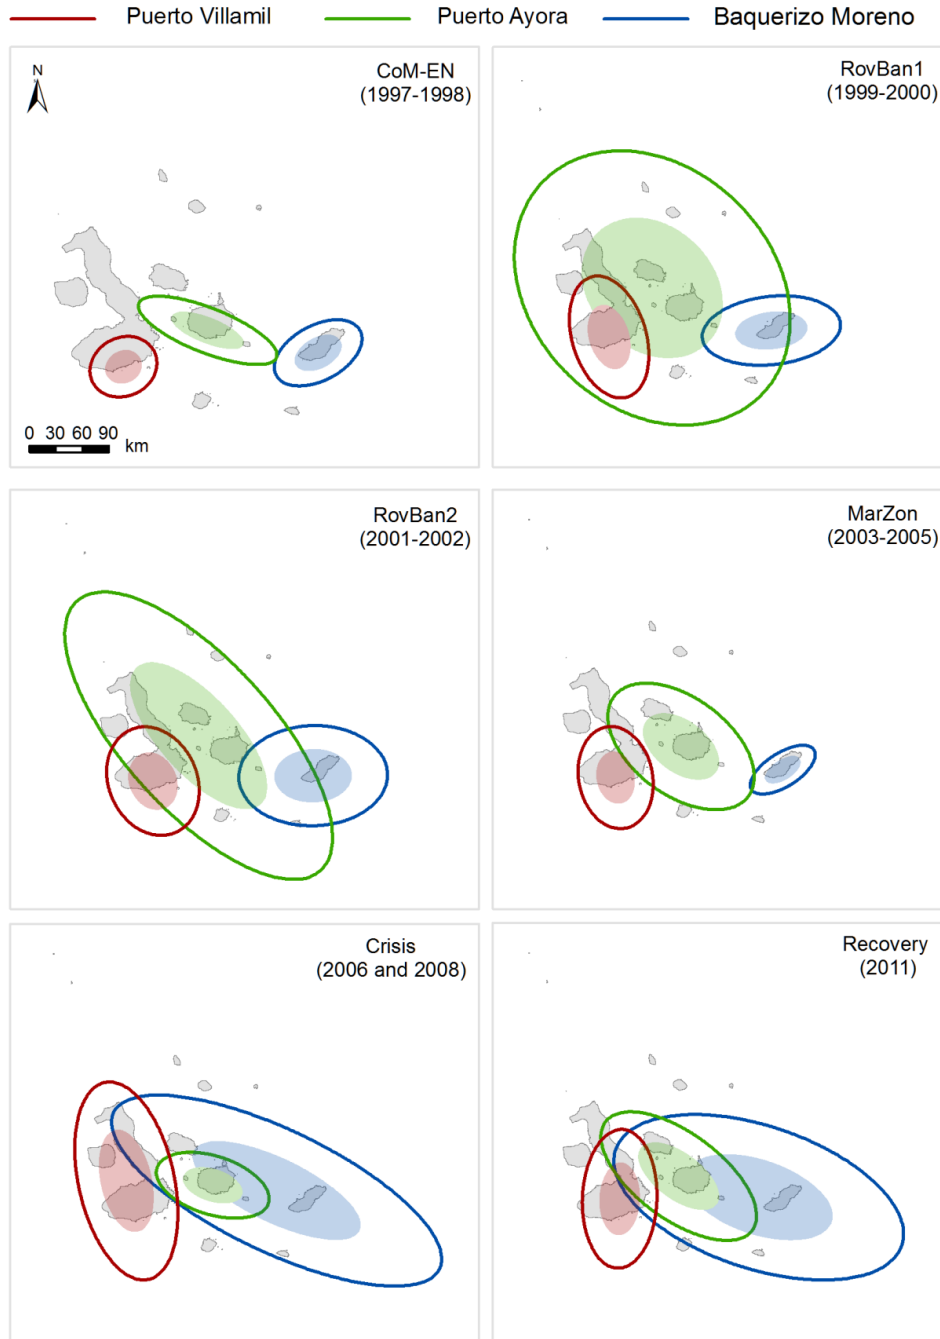 Puerto Villamil Puerto Ayora Baquerizo Moreno
N
CoM-EN
(1997-1998)
0 30 60 90
km
RovBan1
(1999-2000)
RovBan2
(2001-2002)
MarZon
(2003-2005)
Crisis
(2006 and 2008)
Recovery
(2011)